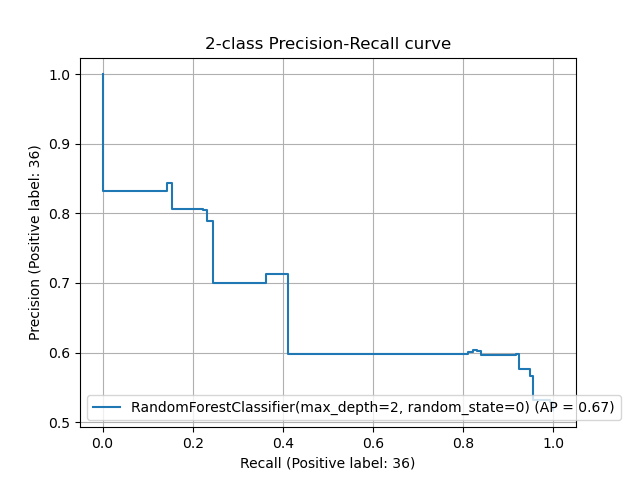 2-class Precision-Recall curve
1.0
0.9
0.8
0.7
0.6
0.5
Precision (Positive label: 36)
RandomForestClassifier(max_depth=2, random_state=0) (AP = 0.67)
0.0 0.2 0.4 0.6 0.8 1.0
Recall (Positive label: 36)